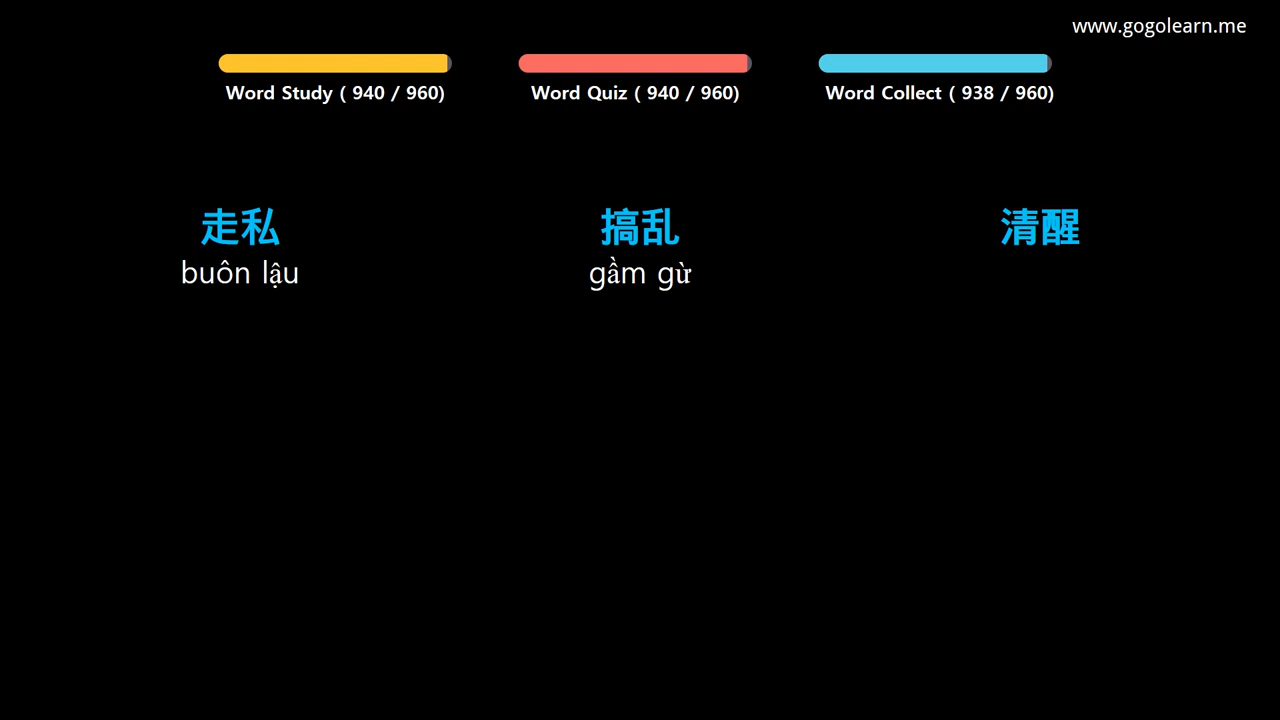 www.gogolearn.me
Word Study ( 940 / 960)
Word Quiz ( 940 / 960)
Word Collect ( 938 / 960)
走私
搞乱
清醒
buôn lậu
gầm gừ